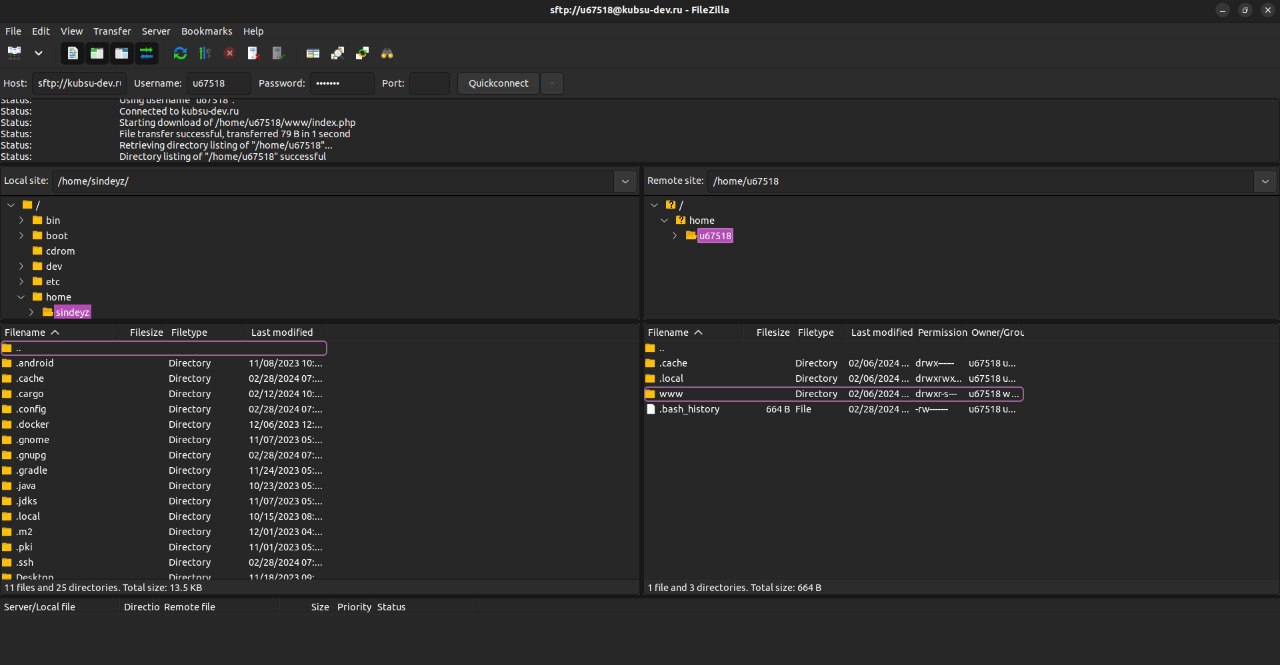 sftp://u67518@kubsu-dev.ru - FileZilla
File Edit View Transfer Server Bookmarks Help
Host: sftp://kubsu-dev.ru Username: u67518 Password: ••••••• Port: Quickconnect
Status: Using username "u67518".
Status: Connected to kubsu-dev.ru
Status: Starting download of /home/u67518/www/index.php
Status: File transfer successful, transferred 79 B in 1 second
Status: Retrieving directory listing of "/home/u67518"...
Status: Directory listing of "/home/u67518" successful
Local site: /home/sindeyz/
/
bin
boot
cdrom
dev
etc
home
sindeyz
Filename Filesize Filetype Last modified
..
.android Directory 11/08/2023 10:...
.cache Directory 02/28/2024 07:...
.cargo Directory 02/12/2024 10:...
.config Directory 02/28/2024 07:...
.docker Directory 12/06/2023 12:...
.gnome Directory 11/07/2023 05:...
.gnupg Directory 02/28/2024 07:...
.gradle Directory 11/24/2023 05:...
.java Directory 10/23/2023 05:...
.jdks Directory 11/07/2023 05:...
.local Directory 10/15/2023 08:...
.m2 Directory 12/01/2023 04:...
.pki Directory 11/01/2023 05:...
.ssh Directory 02/28/2024 07:...
Desktop Directory 11/18/2023 09:...
11 files and 25 directories. Total size: 13.5 KB
Remote site: /home/u67518
/
home
u67518
Filename Filesize Filetype Last modified Permission Owner/Grou
..
.cache Directory 02/06/2024 ... drwx------ u67518 u...
.local Directory 02/06/2024 ... drwxrwx... u67518 u...
www Directory 02/06/2024 ... drwxr-s--- u67518 w...
.bash_history 664 B File 02/28/2024 ... -rw------- u67518 u...
1 file and 3 directories. Total size: 664 B
Server/Local file Directio Remote file Size Priority Status